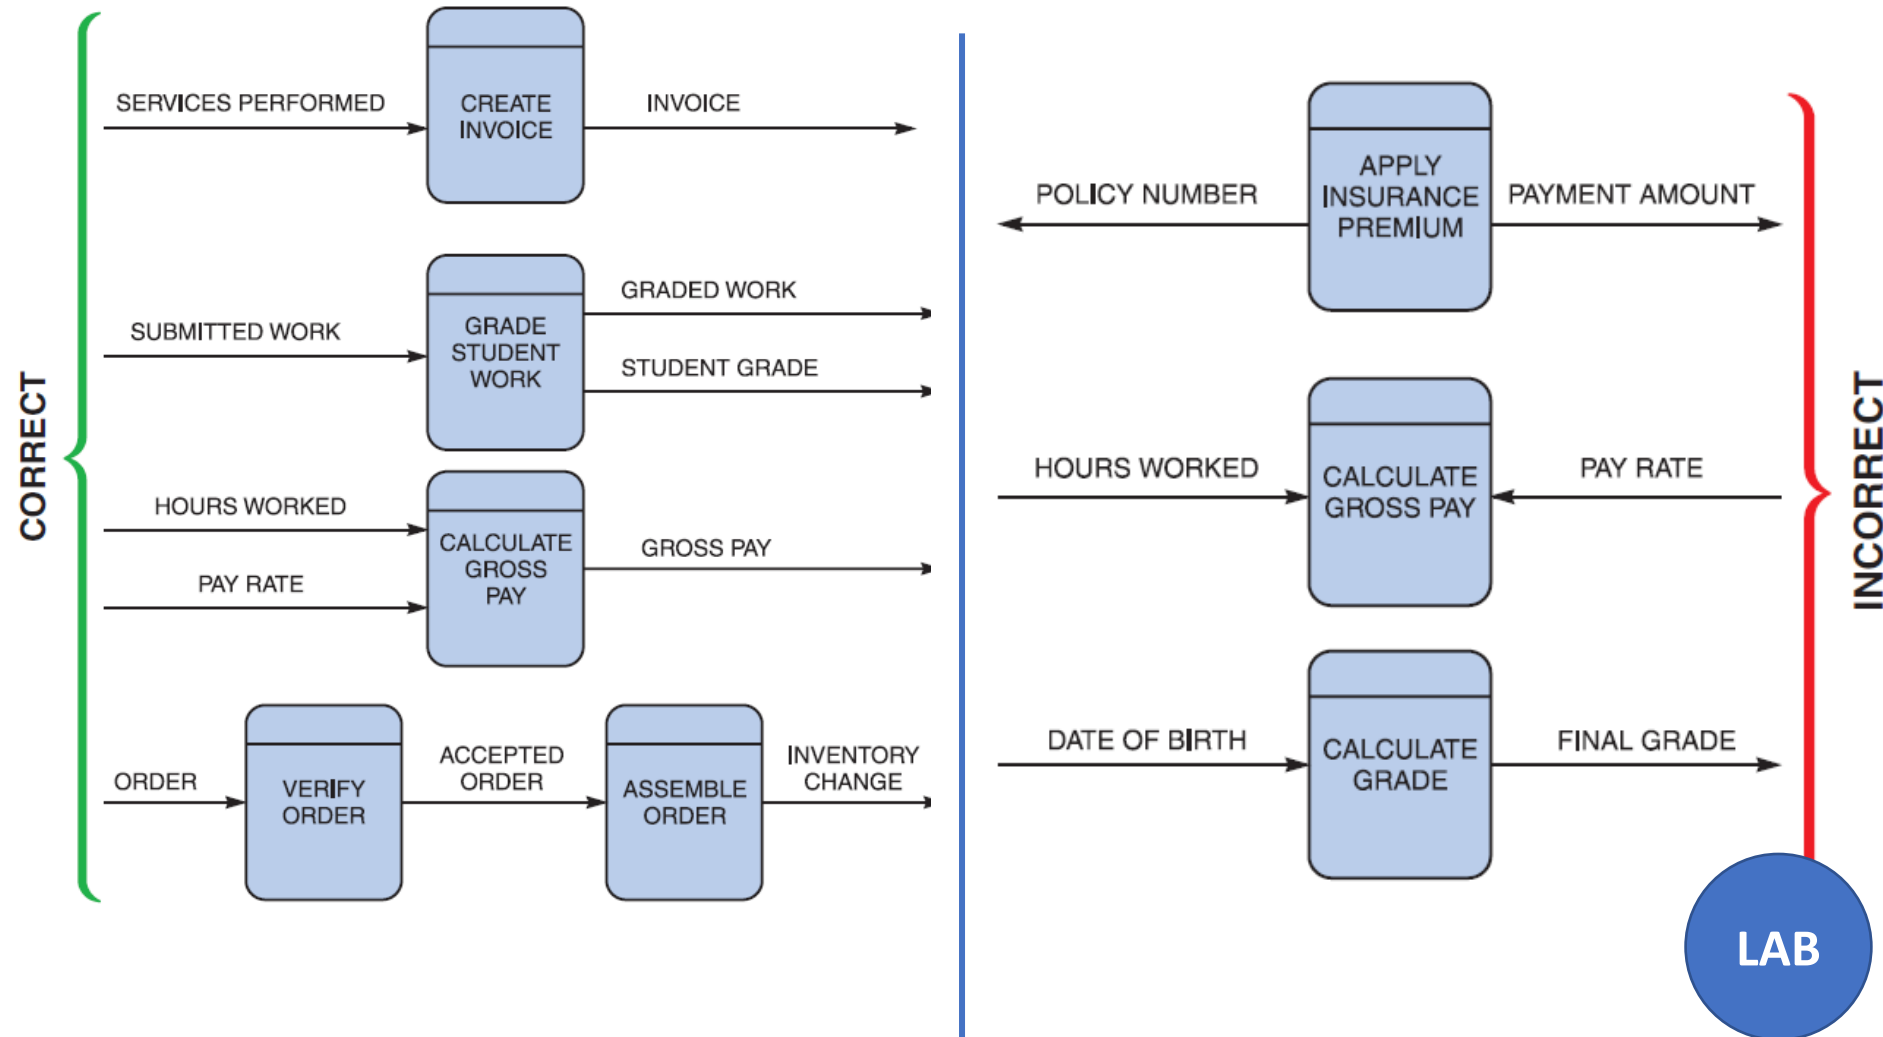 CORRECT
SERVICES PERFORMED
CREATE
INVOICE
INVOICE
SUBMITTED WORK
GRADE
STUDENT
WORK
GRADED WORK
STUDENT GRADE
HOURS WORKED
PAY RATE
CALCULATE
GROSS
PAY
GROSS PAY
ORDER
VERIFY
ORDER
ACCEPTED
ORDER
ASSEMBLE
ORDER
INVENTORY
CHANGE
POLICY NUMBER
APPLY
INSURANCE
PREMIUM
PAYMENT AMOUNT
HOURS WORKED
CALCULATE
GROSS PAY
PAY RATE
DATE OF BIRTH
CALCULATE
GRADE
FINAL GRADE
INCORRECT
LAB